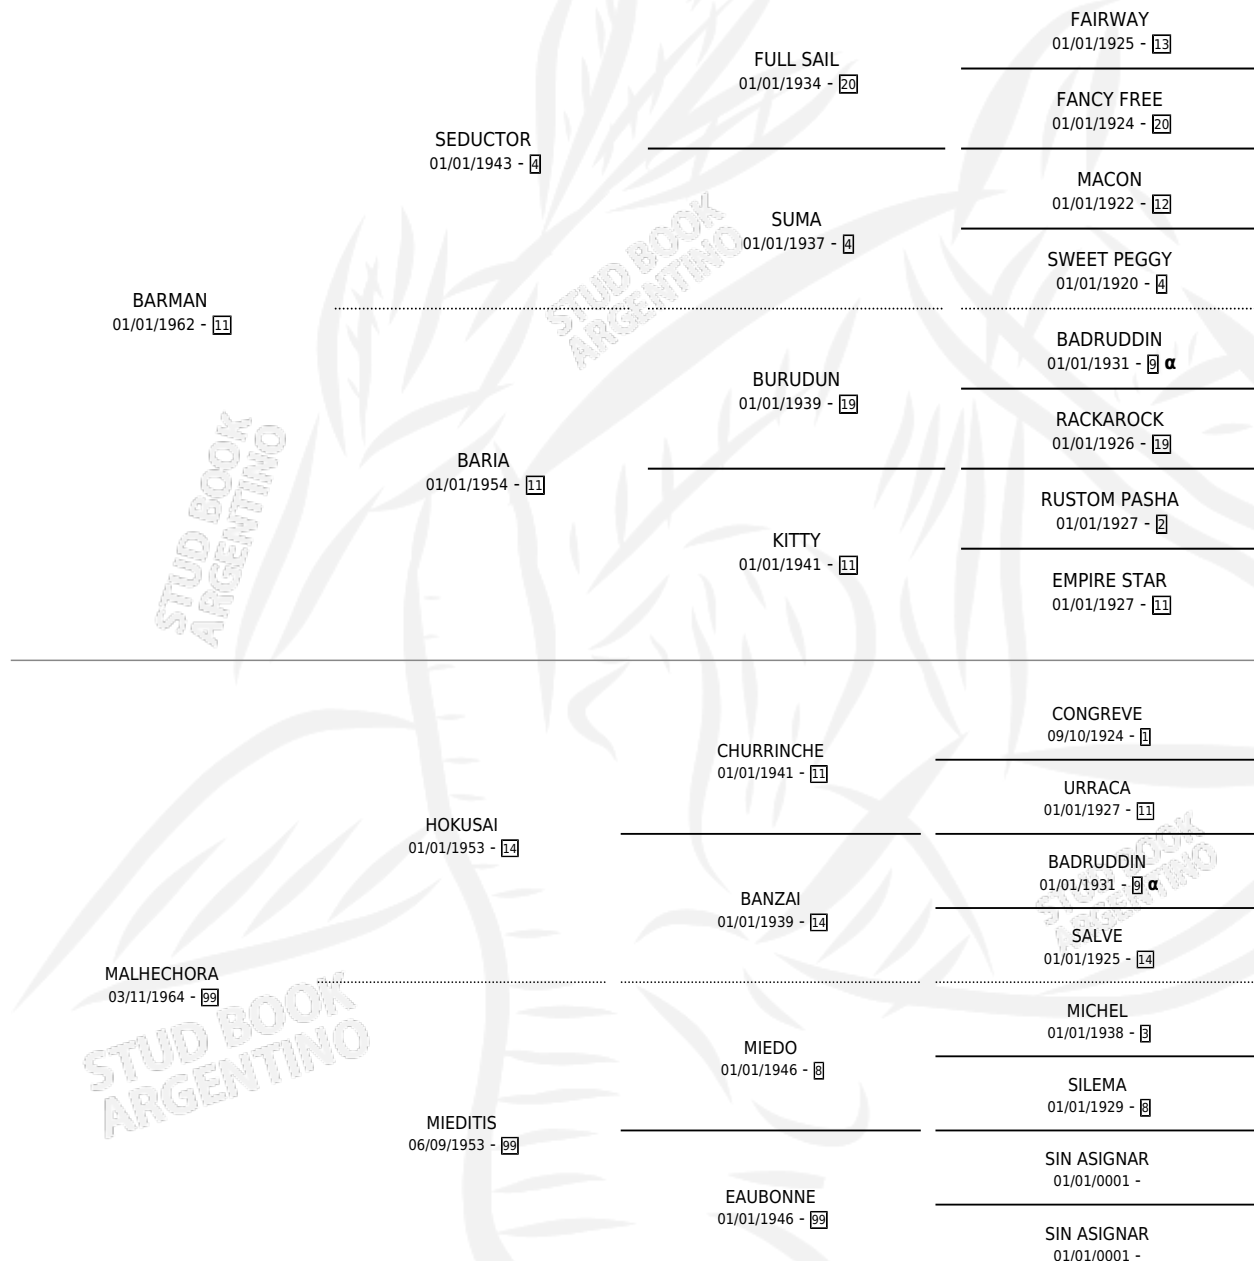 FAIRWAY
01/01/1925 - 13
FULL SAIL
01/01/1934 - 20
FANCY FREE
01/01/1924 - 20
SEDUCTOR
01/01/1943 - 4
MACON
01/01/1922 - 12
SUMA
01/01/1937 - 4
SWEET PEGGY
01/01/1920 - 4
BARMAN
01/01/1962 - 11
BADRUDDIN
01/01/1931 - 9 α
BURUDUN
01/01/1939 - 19
RACKAROCK
01/01/1926 - 19
BARIA
01/01/1954 - 11
RUSTOM PASHA
01/01/1927 - 2
KITTY
01/01/1941 - 11
EMPIRE STAR
01/01/1927 - 11
CONGREVE
09/10/1924 - 1
CHURRINCHE
01/01/1941 - 11
URRACA
01/01/1927 - 11
HOKUSAI
01/01/1953 - 14
BADRUDDIN
01/01/1931 - 9 α
BANZAI
01/01/1939 - 14
SALVE
01/01/1925 - 14
MALHECHORA
03/11/1964 - 99
MICHEL
01/01/1938 - 3
MIEDO
01/01/1946 - 8
SILEMA
01/01/1929 - 8
MIEDITIS
06/09/1953 - 99
SIN ASIGNAR
01/01/0001 -
EAUBONNE
01/01/1946 - 99
SIN ASIGNAR
01/01/0001 -
STUD BOOK
ARGENTINO
STUD BOOK
ARGENTINO
STUD BOOK
ARGENTINO
STUD BOOK
ARGENTINO